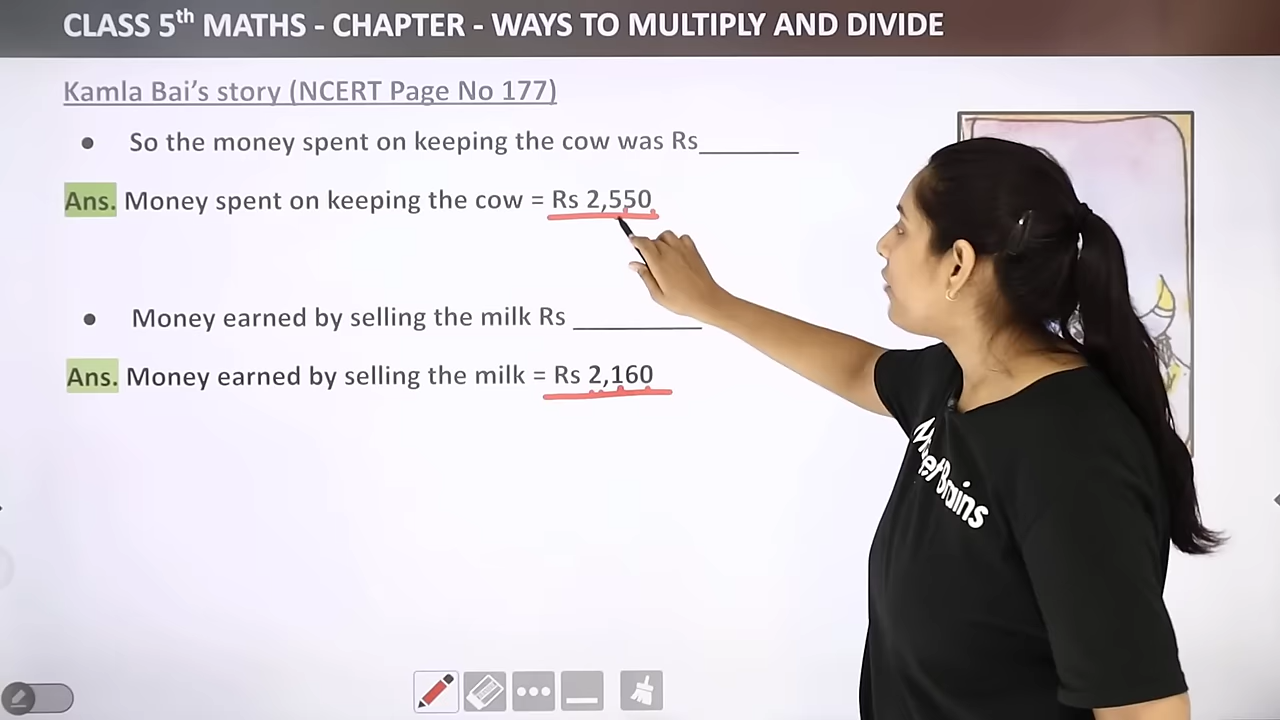 CLASS 5th MATHS - CHAPTER - WAYS TO MULTIPLY AND DIVIDE
Kamla Bai's story (NCERT Page No 177)
● So the money spent on keeping the cow was Rs_______
Ans. Money spent on keeping the cow = Rs 2,550
● Money earned by selling the milk Rs _________
Ans. Money earned by selling the milk = Rs 2,160